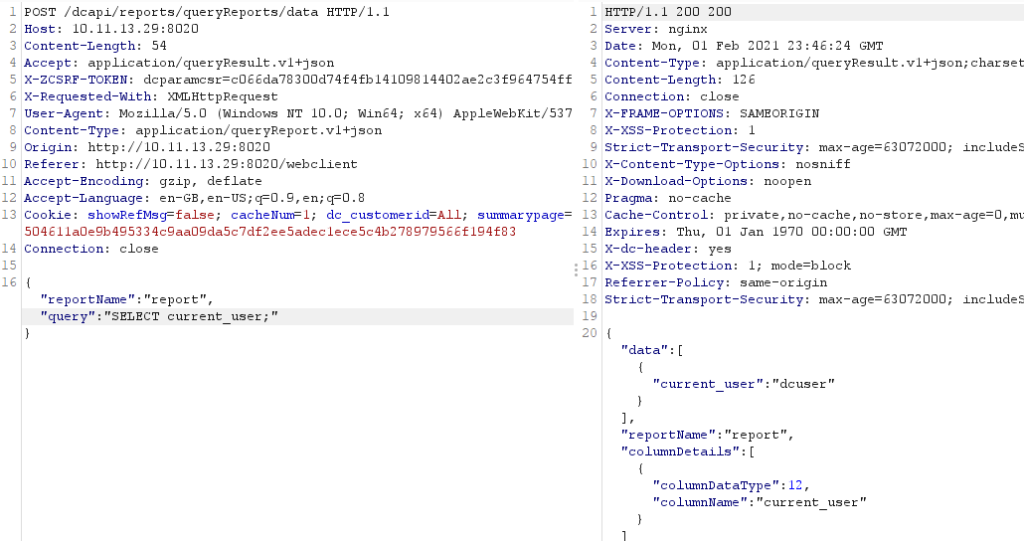 1 POST /dcapi/reports/queryReports/data HTTP/1.1
2 Host: 10.11.13.29:8020
3 Content-Length: 54
4 Accept: application/queryResult.v1+json
5 X-ZCSRF-TOKEN: dcparamcsr=c066da78300d74f4fb14109814402ae2c3f964754ff
6 X-Requested-With: XMLHttpRequest
7 User-Agent: Mozilla/5.0 (Windows NT 10.0; Win64; x64) AppleWebKit/537
8 Content-Type: application/queryReport.v1+json
9 Origin: http://10.11.13.29:8020
10 Referer: http://10.11.13.29:8020/webclient
11 Accept-Encoding: gzip, deflate
12 Accept-Language: en-GB,en-US;q=0.9,en;q=0.8
13 Cookie: showRefMsg=false; cacheNum=1; dc_customerid=All; summarypage=
504611a0e9b495334c9aa09da5c7df2ee5adec1ece5c4b278979566f194f83
14 Connection: close
15
16 {
"reportName":"report",
"query":"SELECT current_user;"
}
1 HTTP/1.1 200 200
2 Server: nginx
3 Date: Mon, 01 Feb 2021 23:46:24 GMT
4 Content-Type: application/queryResult.v1+json;charset
5 Content-Length: 126
6 Connection: close
7 X-FRAME-OPTIONS: SAMEORIGIN
8 X-XSS-Protection: 1
9 Strict-Transport-Security: max-age=63072000; includeS
10 X-Content-Type-Options: nosniff
11 X-Download-Options: noopen
12 Pragma: no-cache
13 Cache-Control: private,no-cache,no-store,max-age=0,mu
14 Expires: Thu, 01 Jan 1970 00:00:00 GMT
15 X-dc-header: yes
16 X-XSS-Protection: 1; mode=block
17 Referrer-Policy: same-origin
18 Strict-Transport-Security: max-age=63072000; includeS
19
20 {
"data":[
{
"current_user":"dcuser"
}
],
"reportName":"report",
"columnDetails":[
{
"columnDataType":12,
"columnName":"current_user"
}
]